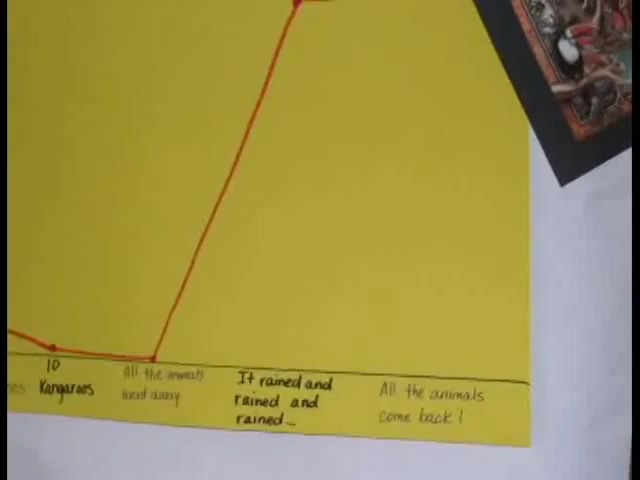 10
Kangaroos
All the animals
went away
It rained and
rained and
rained...
All the animals
come back!